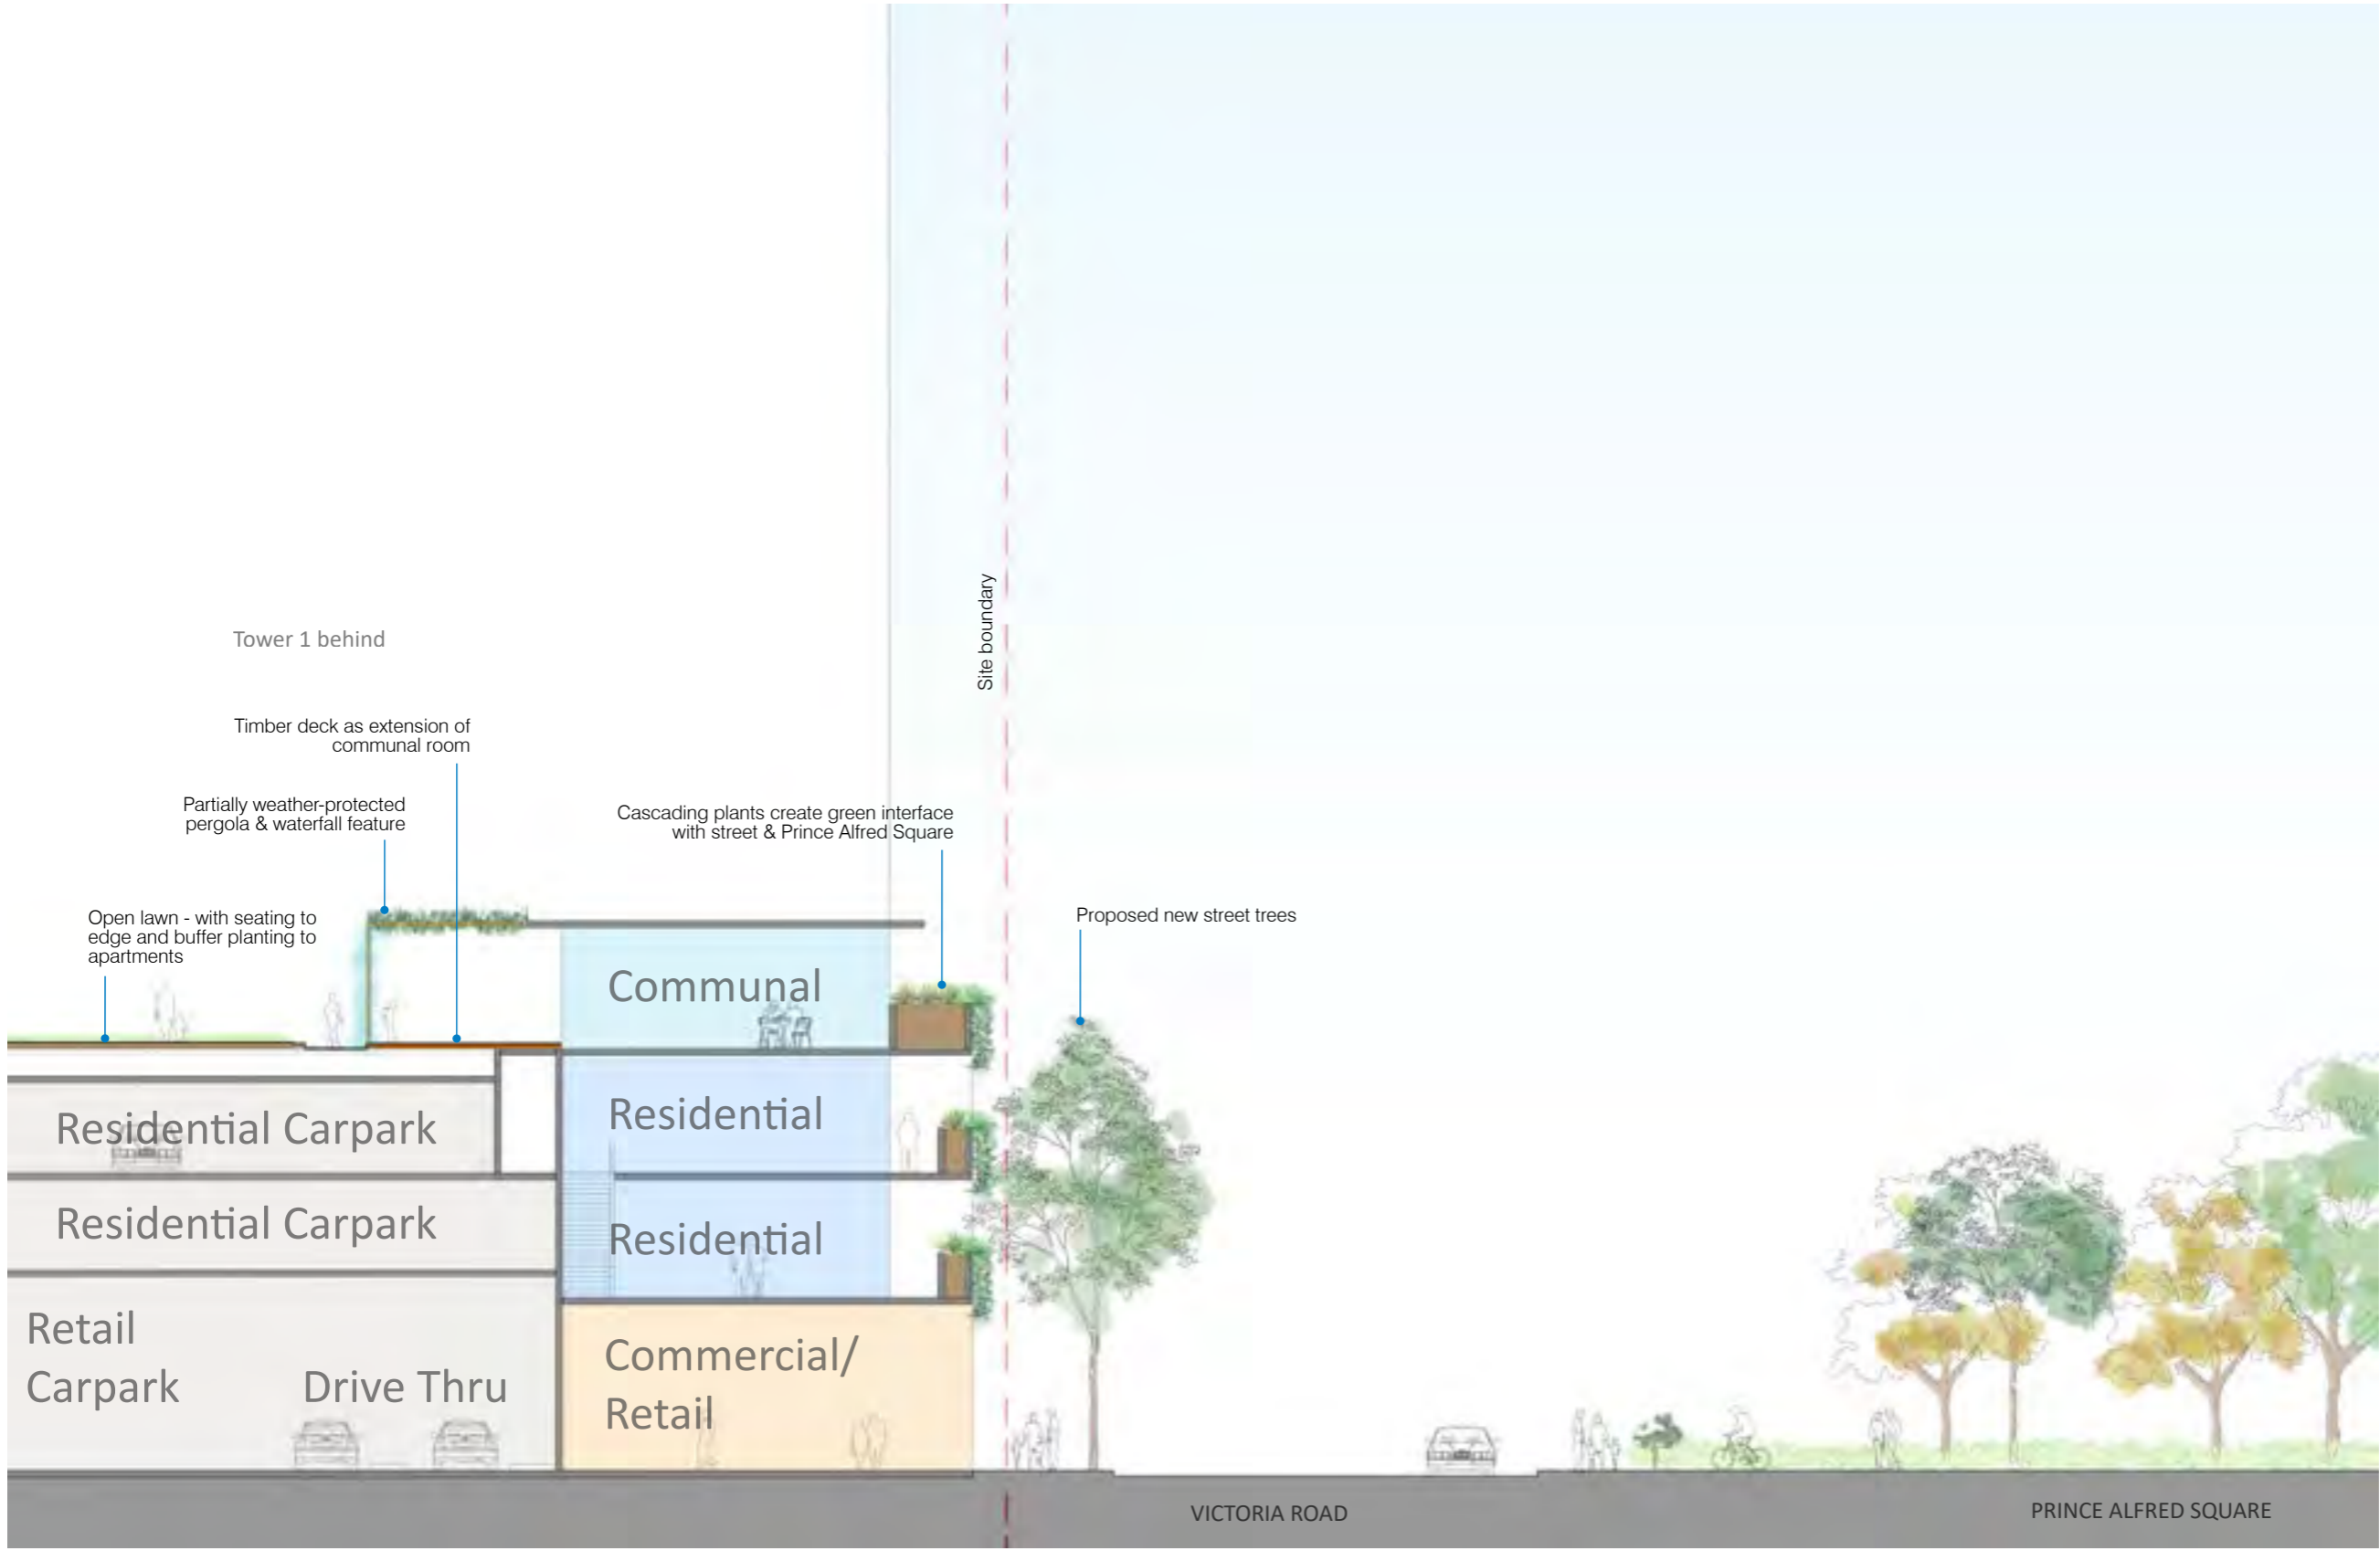 Site boundary
Tower 1 behind
Timber deck as extension of
communal room
Partially weather-protected
pergola & waterfall feature
Cascading plants create green interface
with street & Prince Alfred Square
Open lawn - with seating to
edge and buffer planting to
apartments
Proposed new street trees
Communal
Residential Carpark
Residential
Residential Carpark
Residential
Retail
Carpark
Drive Thru
Commercial/
Retail
VICTORIA ROAD
PRINCE ALFRED SQUARE